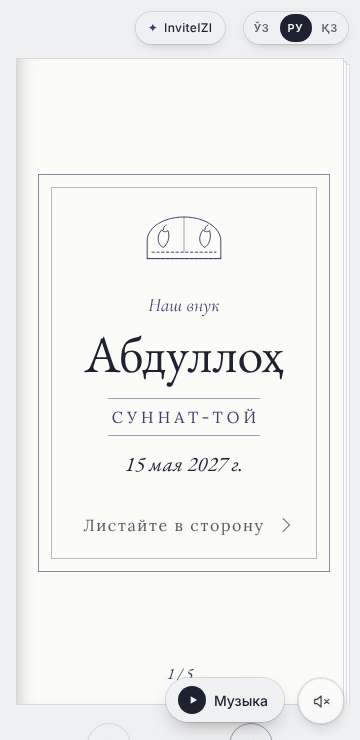 InviteIZI
ЎЗ РУ ҚЗ
Наш внук
Абдуллоҳ
СУННАТ-ТОЙ
15 мая 2027 г.
Листайте в сторону
1/5
Музыка